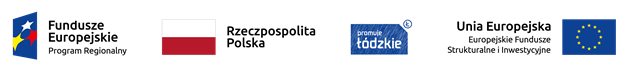 Fundusze
Europejskie
Program Regionalny
Rzeczpospolita
Polska
promuje
łódzkie
Unia Europejska
Europejskie Fundusze
Strukturalne i Inwestycyjne